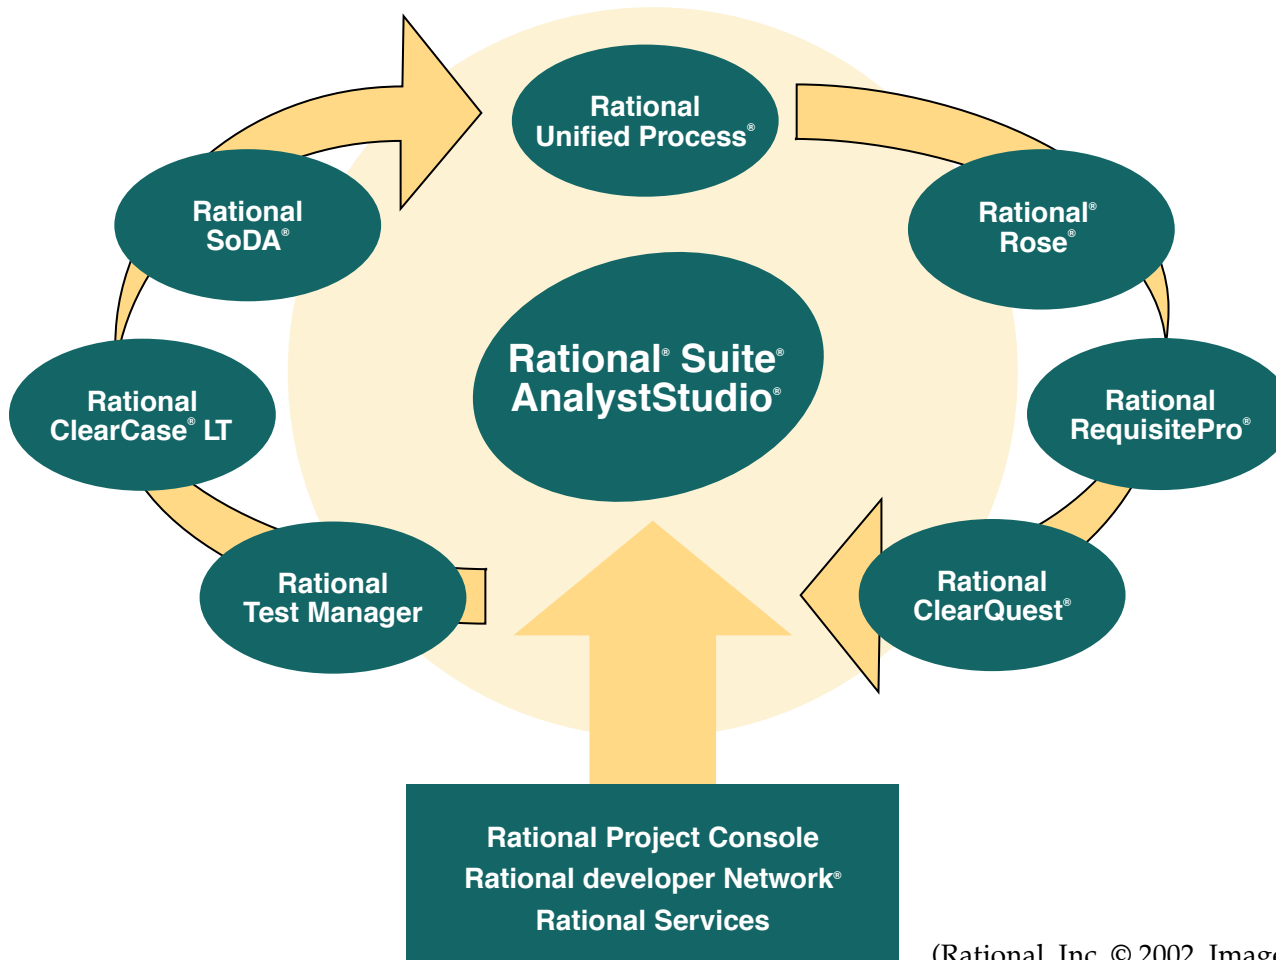 Rational
Unified Process®
Rational
SoDA®
Rational®
Rose®
Rational® Suite®
AnalystStudio®
Rational
ClearCase® LT
Rational
RequisitePro®
Rational
Test Manager
Rational
ClearQuest®
Rational Project Console
Rational developer Network®
Rational Services
(Rational, Inc. © 2002. Image